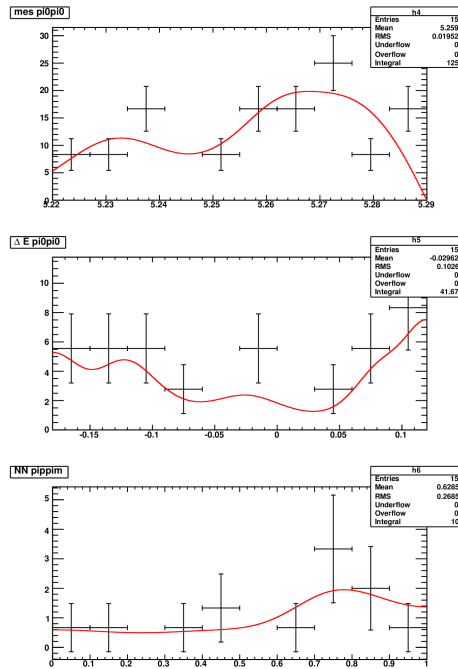 mes pi0pi0
h4
Entries 15
Mean 5.259
RMS 0.01952
Underflow 0
Overflow 0
Integral 125
30
25
20
15
10
5
0
5.22 5.23 5.24 5.25 5.26 5.27 5.28 5.29
Δ E pi0pi0
h5
Entries 15
Mean -0.02962
RMS 0.1026
Underflow 0
Overflow 0
Integral 41.67
10
8
6
4
2
0
-0.15 -0.1 -0.05 0 0.05 0.1
NN pippim
h6
Entries 15
Mean 0.6285
RMS 0.2685
Underflow 0
Overflow 0
Integral 10
5
4
3
2
1
0
0 0.1 0.2 0.3 0.4 0.5 0.6 0.7 0.8 0.9